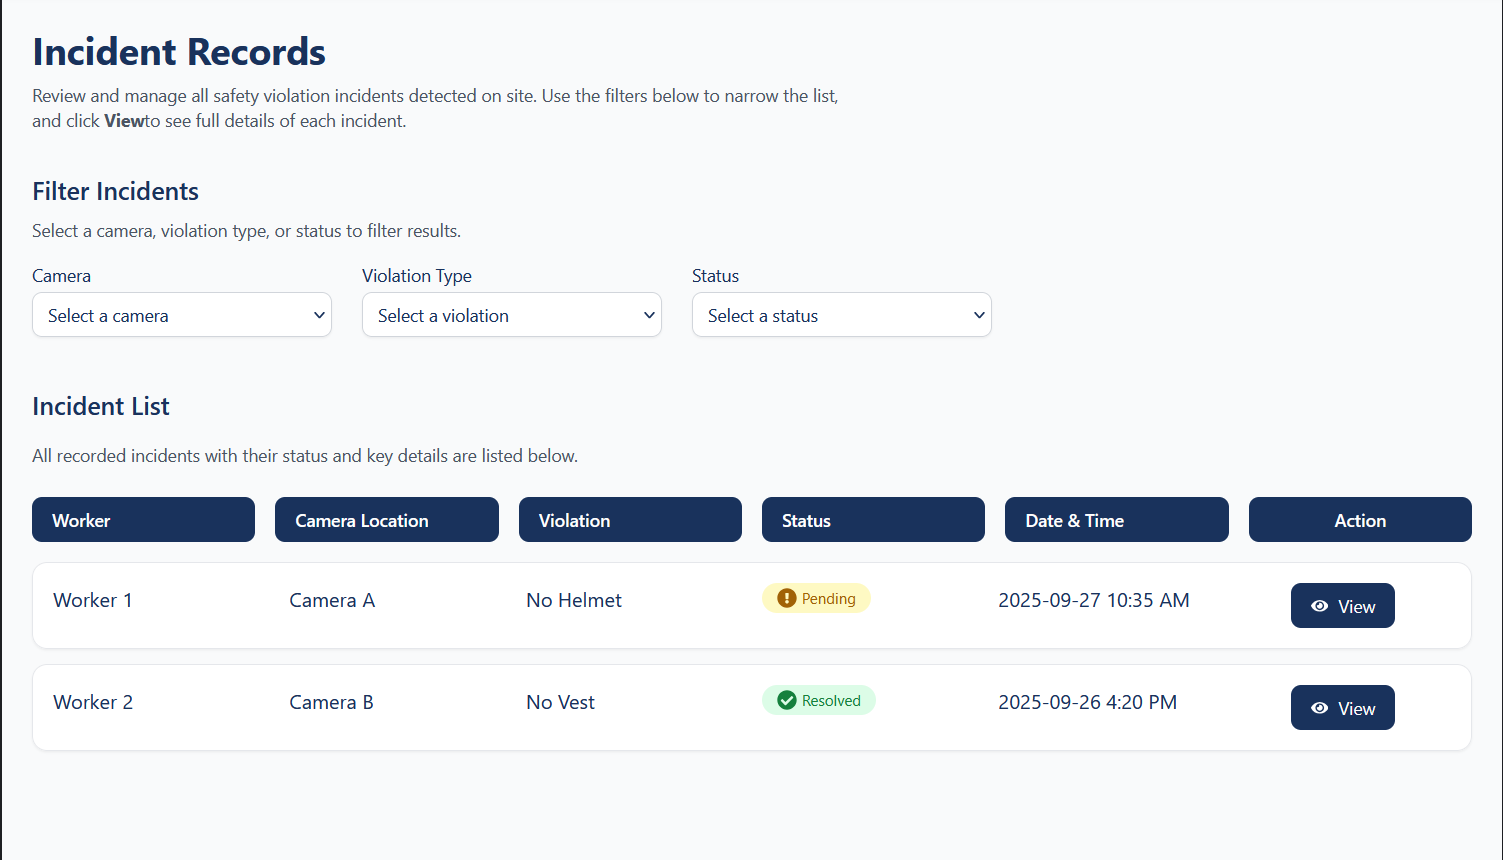 Incident Records
Review and manage all safety violation incidents detected on site. Use the filters below to narrow the list,
and click Viewto see full details of each incident.
Filter Incidents
Select a camera, violation type, or status to filter results.
Camera Violation Type Status
Select a camera Select a violation Select a status
Incident List
All recorded incidents with their status and key details are listed below.
Worker Camera Location Violation Status Date & Time Action
Worker 1 Camera A No Helmet Pending 2025-09-27 10:35 AM View
Worker 2 Camera B No Vest Resolved 2025-09-26 4:20 PM View